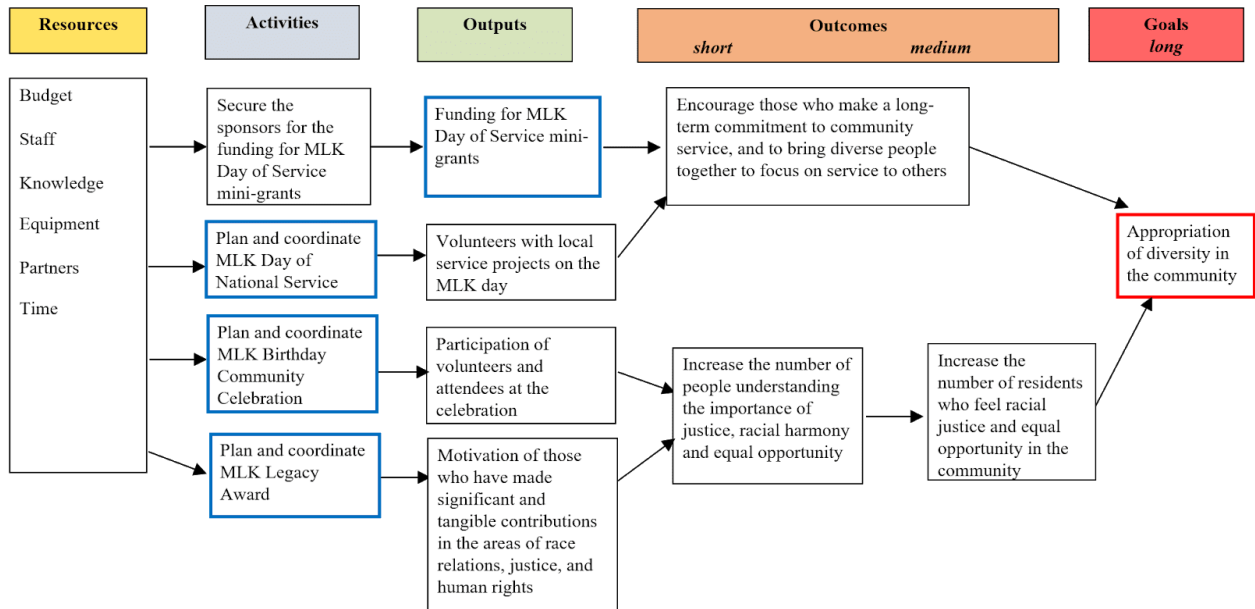 Resources
Activities
Outputs
Outcomes
short medium
Goals
long
Budget
Staff
Knowledge
Equipment
Partners
Time
Secure the
sponsors for the
funding for MLK
Day of Service
mini-grants
Funding for MLK
Day of Service mini-
grants
Encourage those who make a long-
term commitment to community
service, and to bring diverse people
together to focus on service to others
Plan and coordinate
MLK Day of
National Service
Volunteers with local
service projects on the
MLK day
Appropriation
of diversity in
the community
Plan and coordinate
MLK Birthday
Community
Celebration
Participation of
volunteers and
attendees at the
celebration
Increase the number of
people understanding
the importance of
justice, racial harmony
and equal opportunity
Increase the
number of residents
who feel racial
justice and equal
opportunity in the
community
Plan and coordinate
MLK Legacy
Award
Motivation of those
who have made
significant and
tangible contributions
in the areas of race
relations, justice, and
human rights